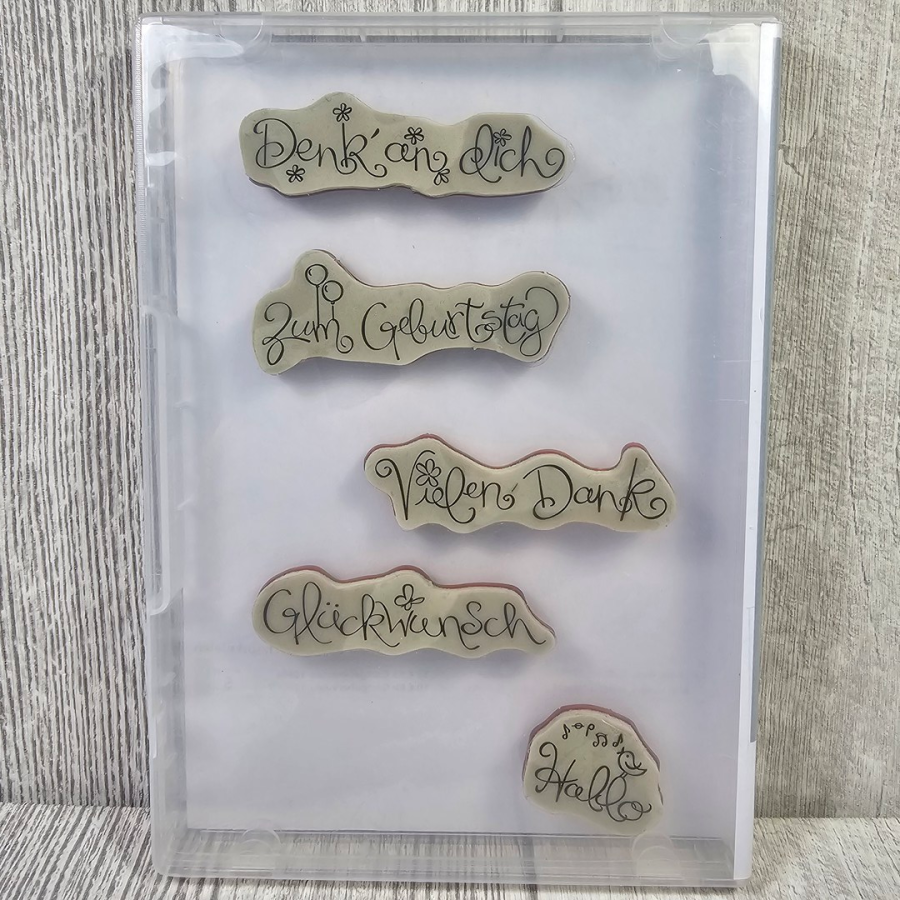 Denk' an dich
Zum Geburtstag
Vielen Dank
Glückwunsch
Hallo